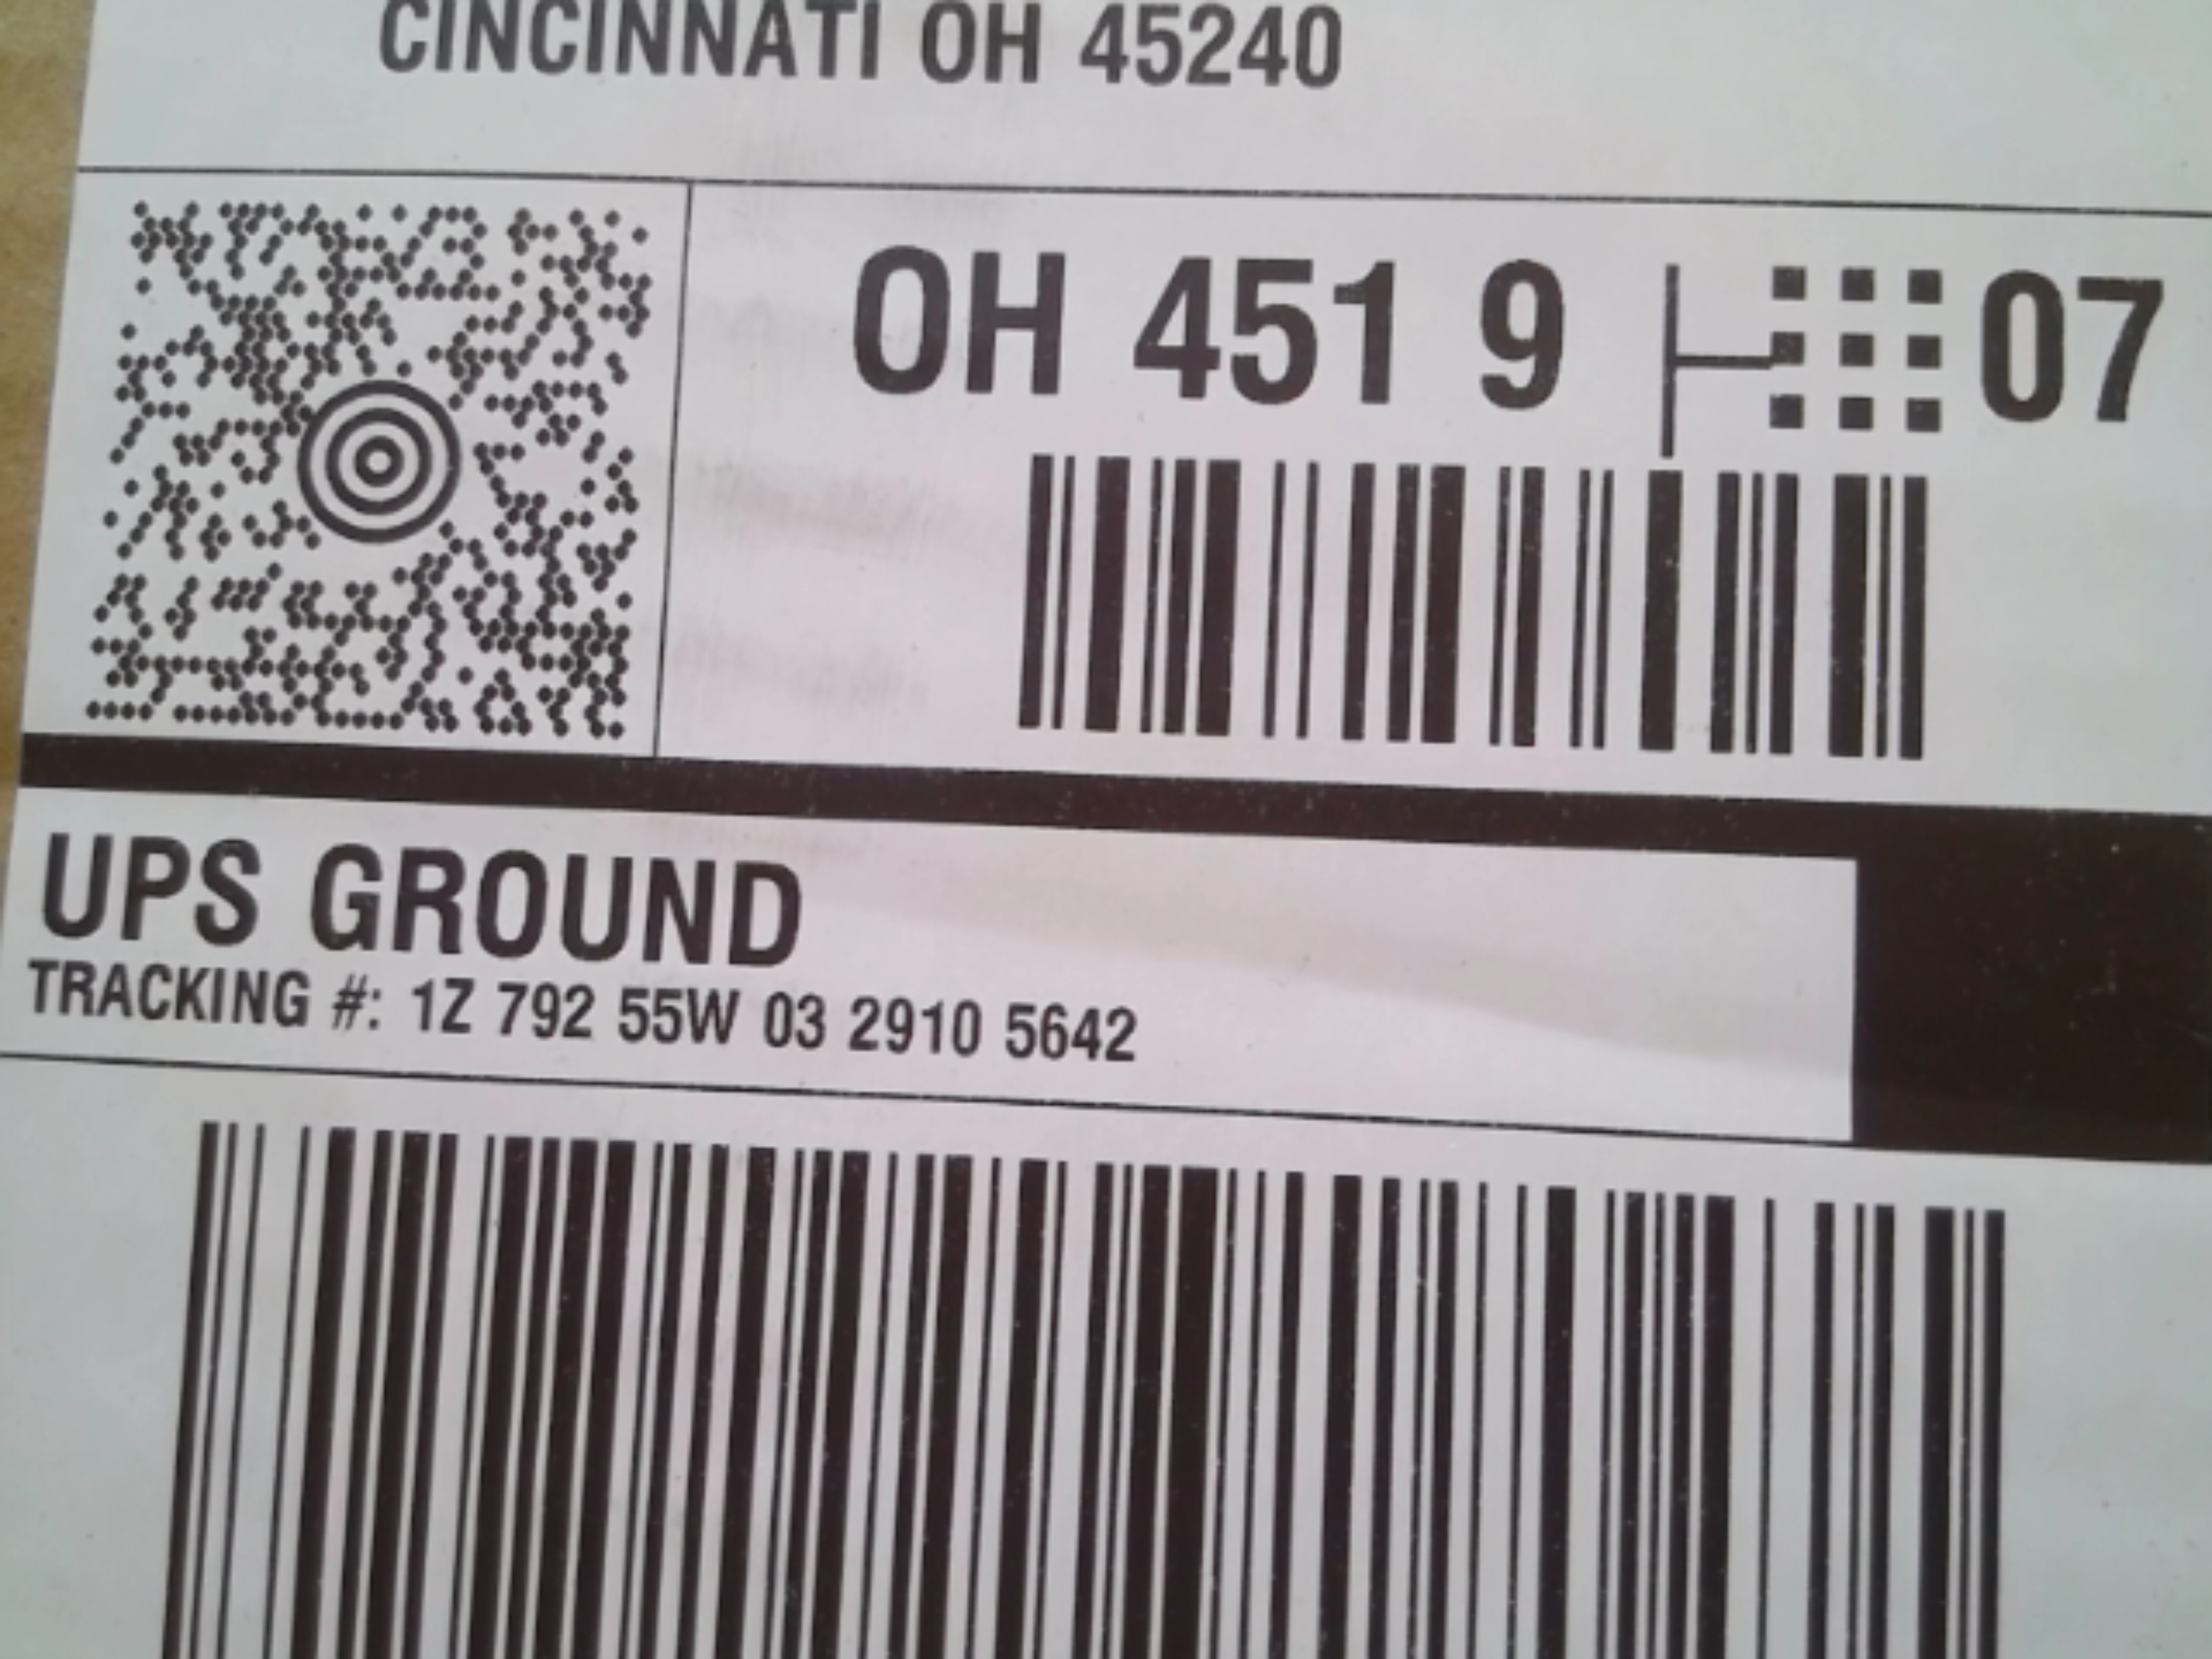 CINCINNATI OH 45240
OH 451 9 07
UPS GROUND
TRACKING #: 1Z 792 55W 03 2910 5642